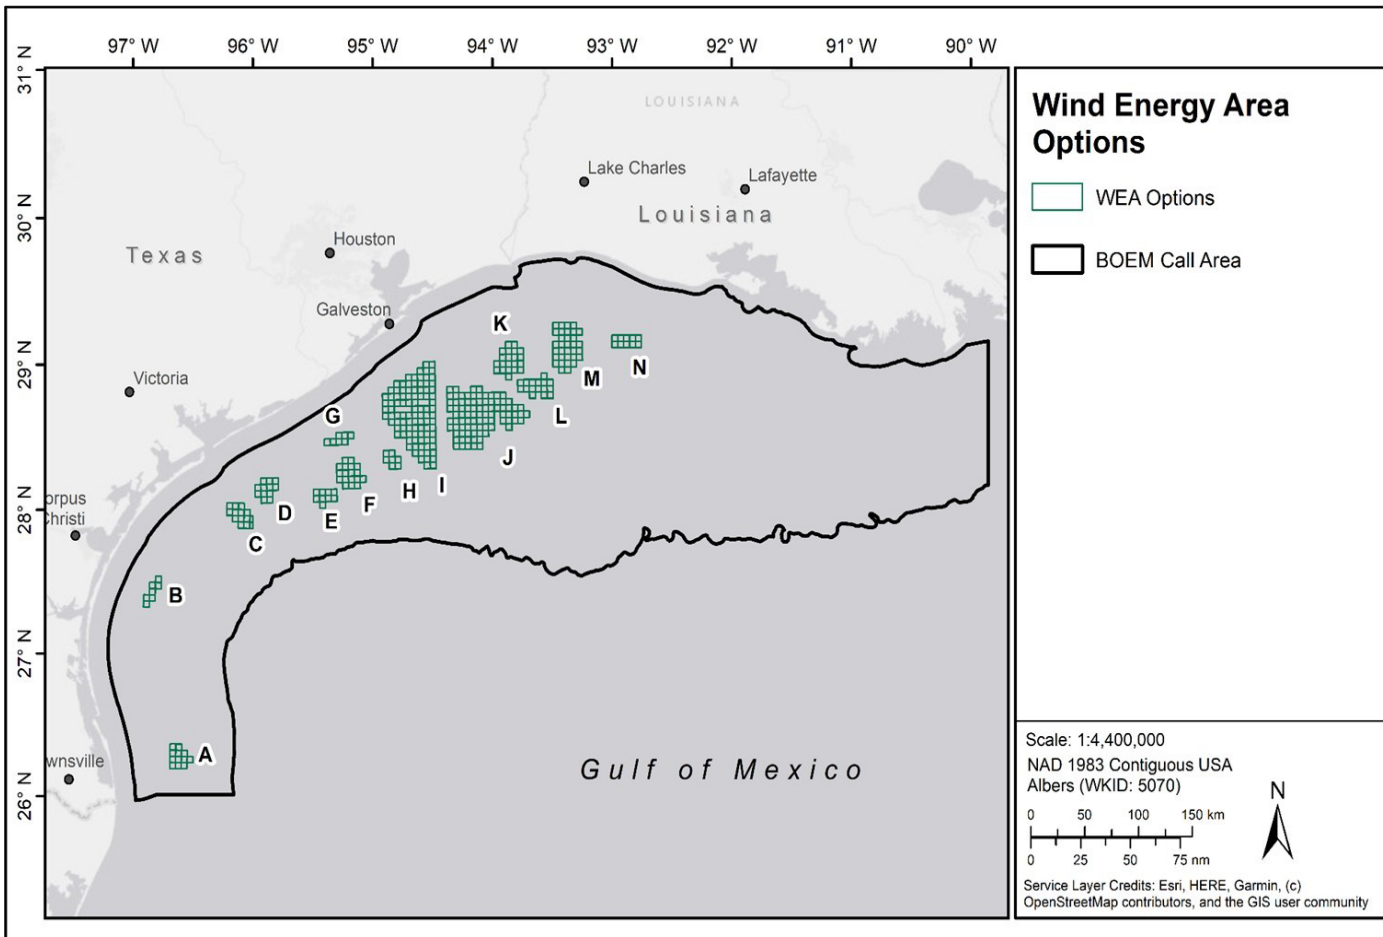 97° W 96° W 95° W 94° W 93° W 92° W 91° W 90° W
31° N
30° N
29° N
28° N
27° N
26° N
LOUISIANA
Lake Charles
Lafayette
Louisiana
Houston
Texas
Galveston
Victoria
orpus
Christi
wnsville
K
N
M
G
L
J
I
H
F
D
E
C
B
A
Gulf of Mexico
Wind Energy Area
Options
WEA Options
BOEM Call Area
Scale: 1:4,400,000
NAD 1983 Contiguous USA
Albers (WKID: 5070)
N
0 50 100 150 km
0 25 50 75 nm
Service Layer Credits: Esri, HERE, Garmin, (c)
OpenStreetMap contributors, and the GIS user community